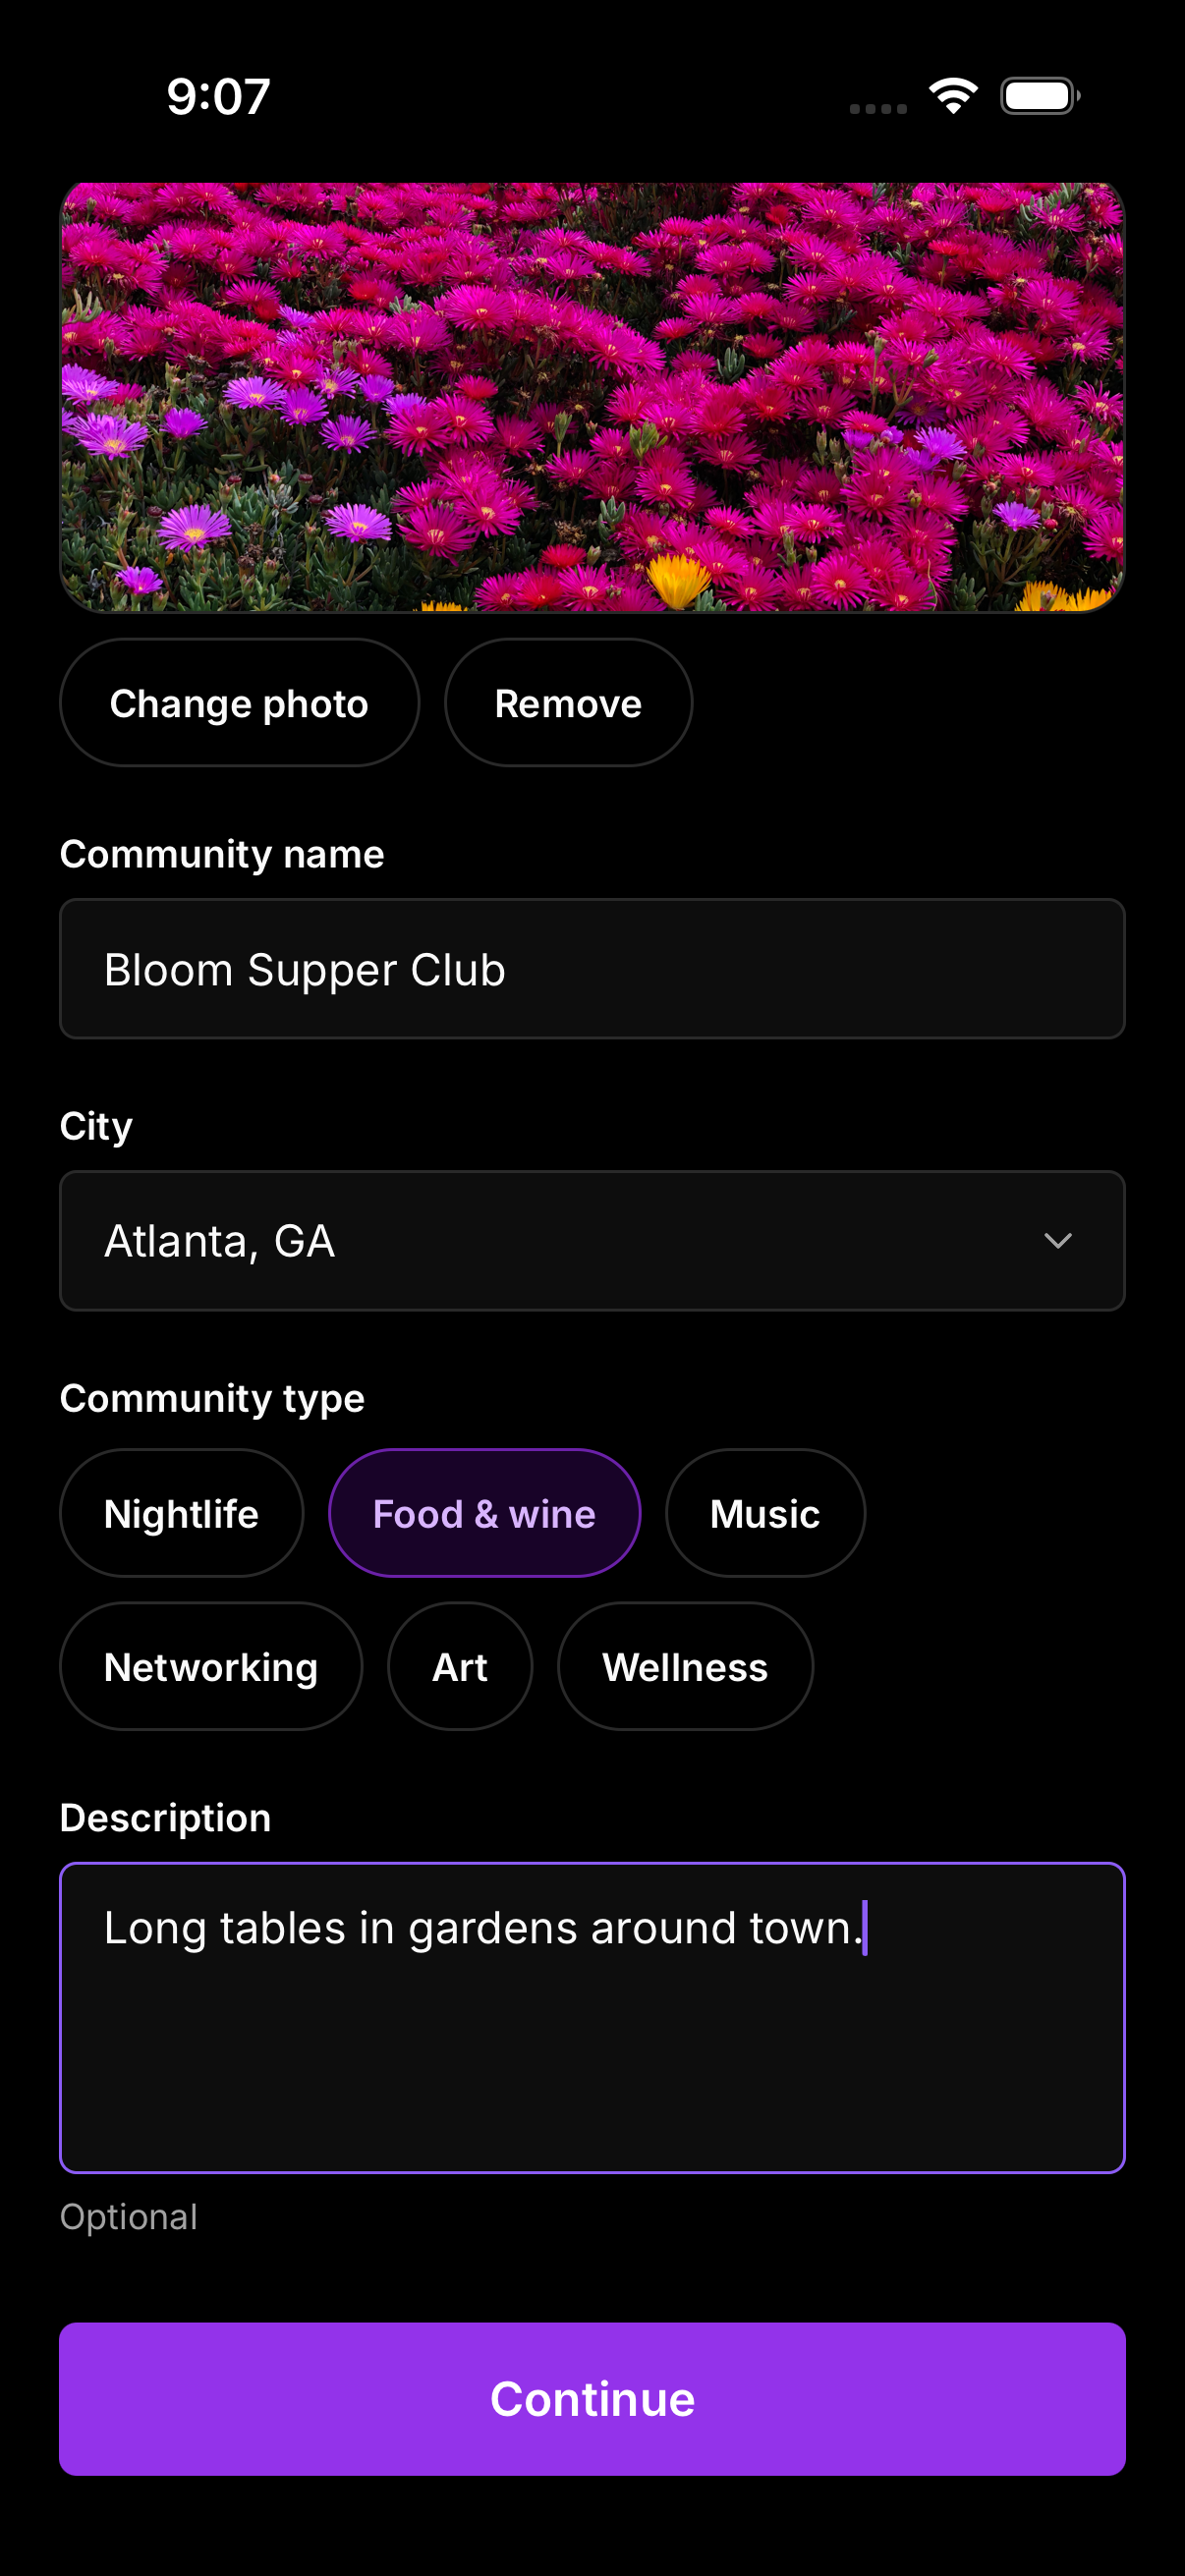 9:07
Change photo
Remove
Community name
Bloom Supper Club
City
Atlanta, GA
Community type
Nightlife
Food & wine
Music
Networking
Art
Wellness
Description
Long tables in gardens around town.
Optional
Continue